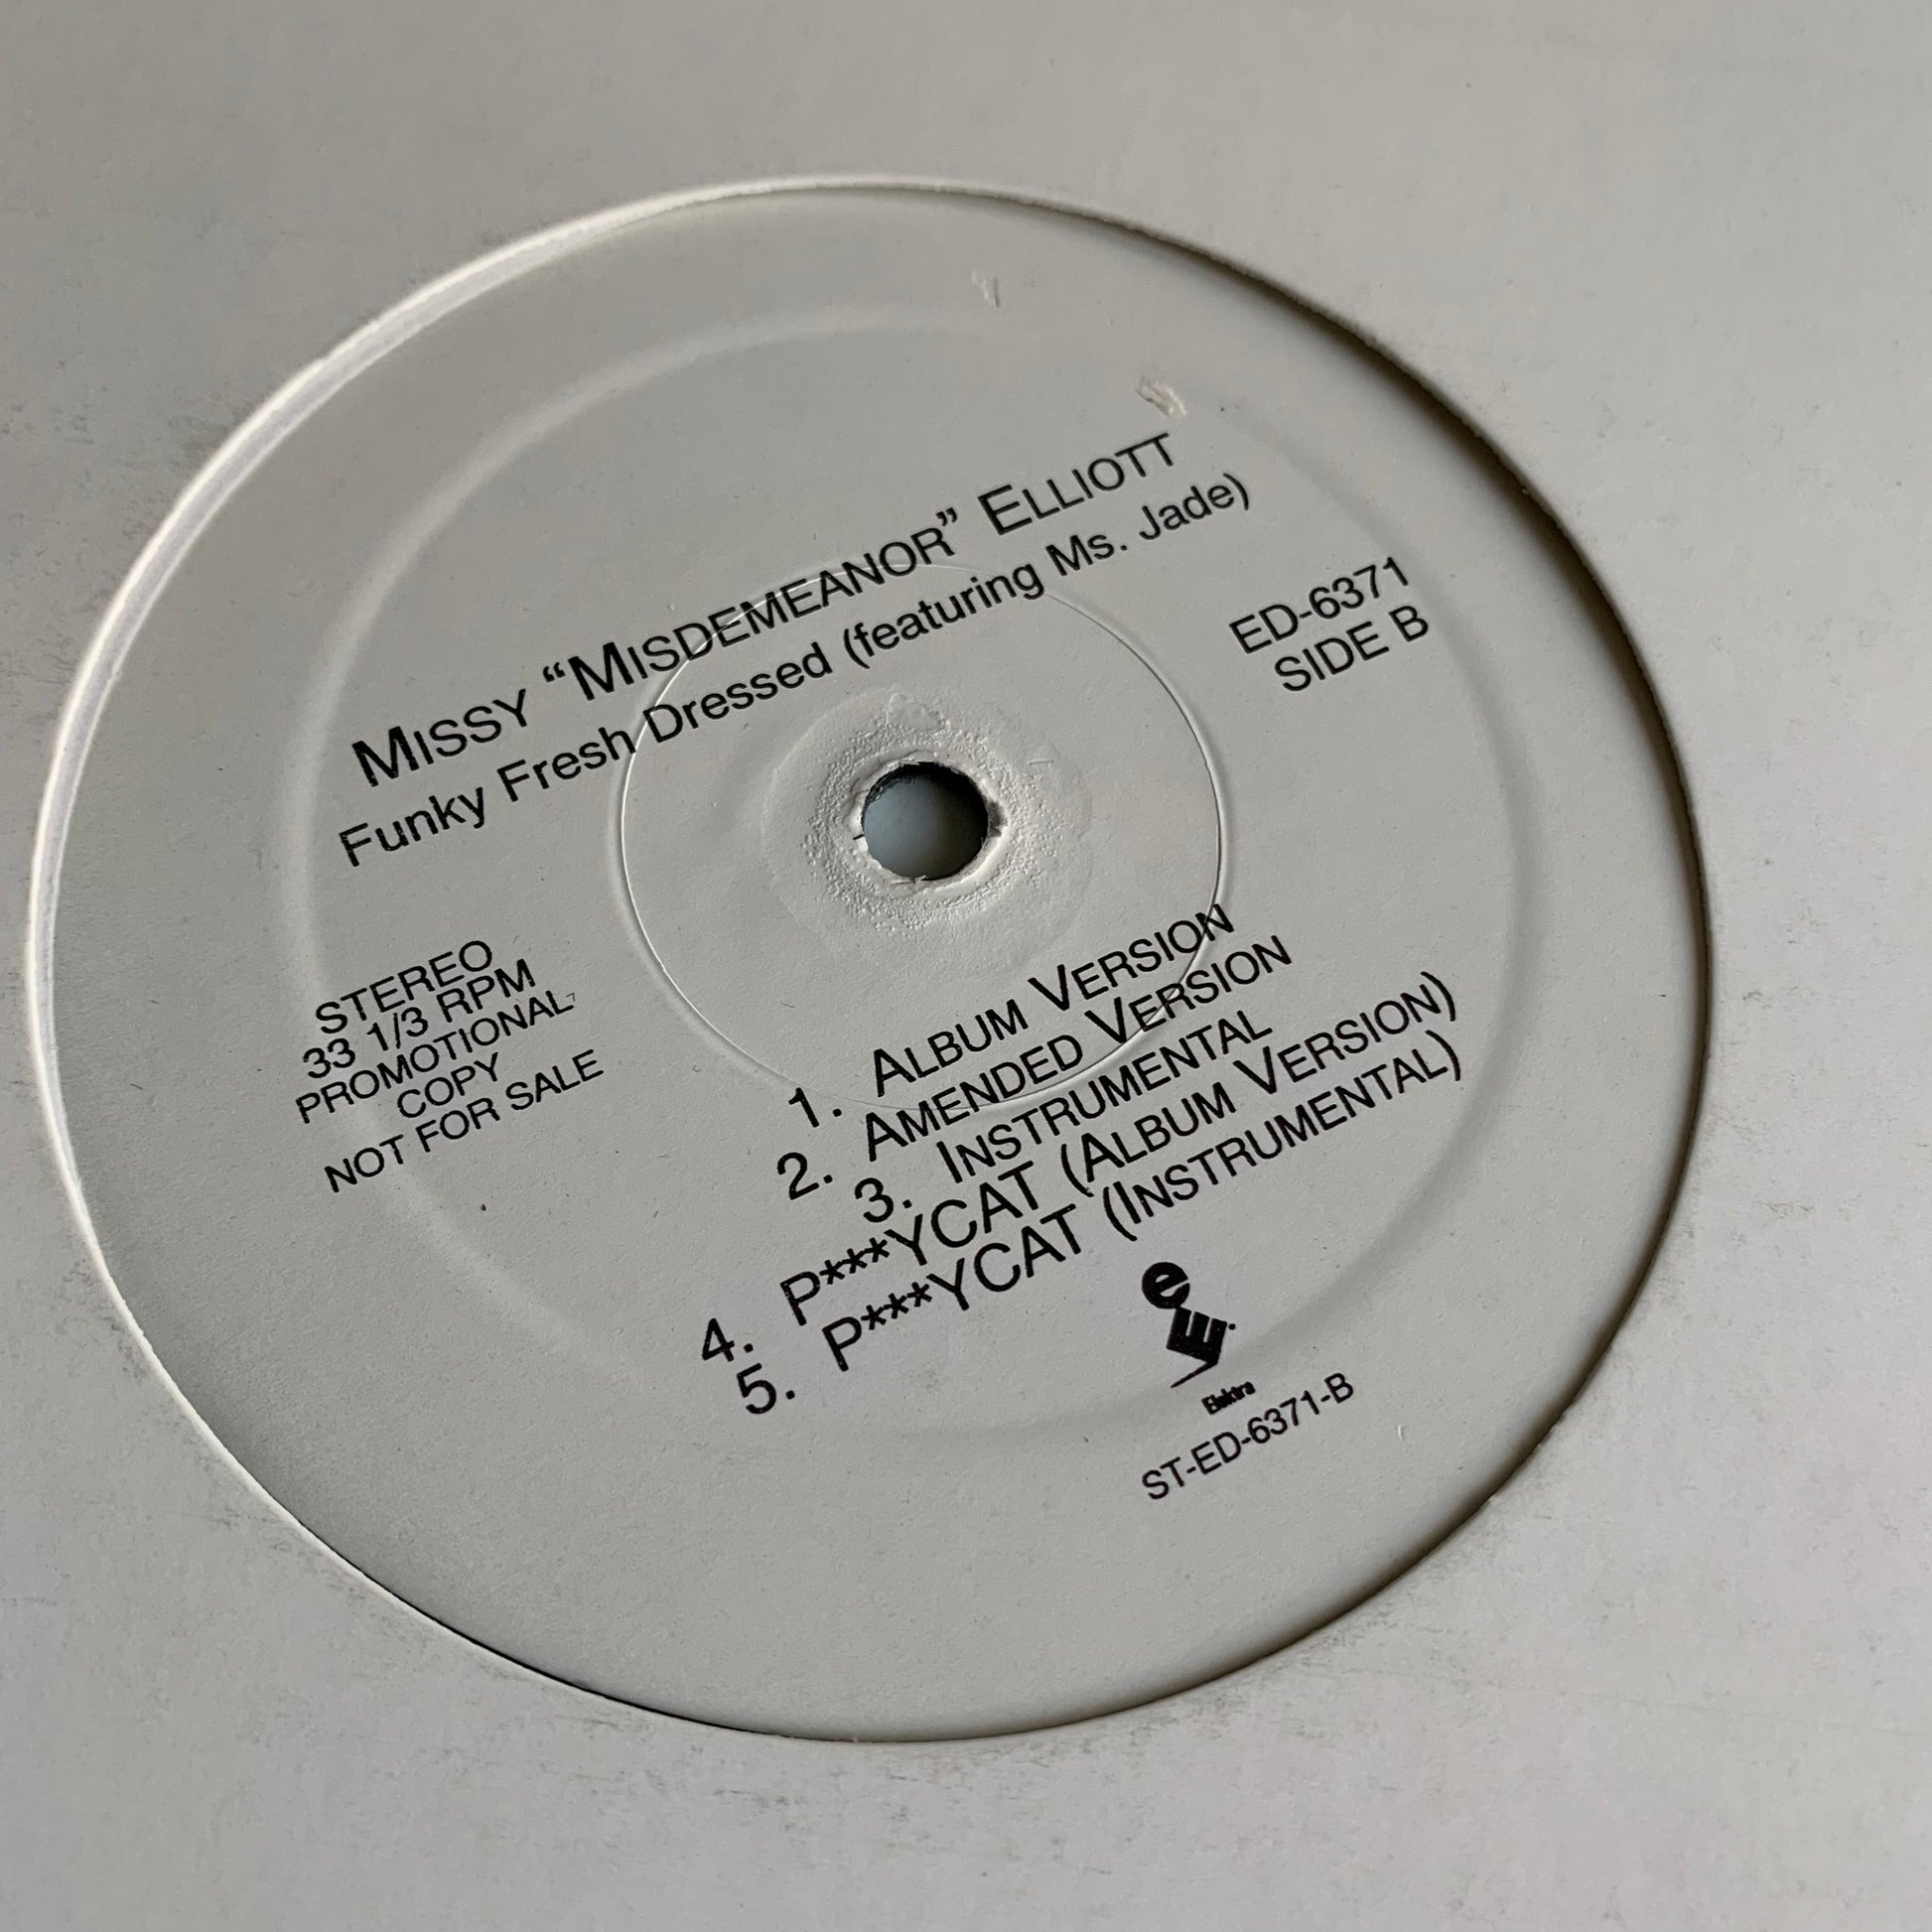 MISSY “MISDEMEANOR” ELLIOTT
Funky Fresh Dressed (featuring Ms. Jade)
ED-6371
SIDE B
STEREO
33 1/3 RPM
PROMOTIONAL
COPY
NOT FOR SALE
1. ALBUM VERSION
2. AMENDED VERSION
3. INSTRUMENTAL
4. P***YCAT (ALBUM VERSION)
5. P***YCAT (INSTRUMENTAL)
Elektra
ST-ED-6371-B